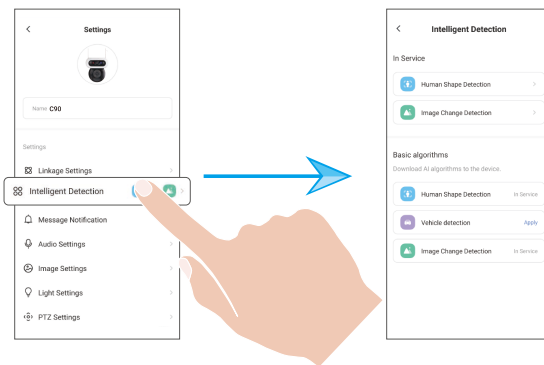 Settings
Name C90
Settings
Linkage Settings
Intelligent Detection
Message Notification
Audio Settings
Image Settings
Light Settings
PTZ Settings
Intelligent Detection
In Service
Human Shape Detection
Image Change Detection
Basic algorithms
Download AI algorithms to the device.
Human Shape Detection In Service
Vehicle detection Apply
Image Change Detection In Service